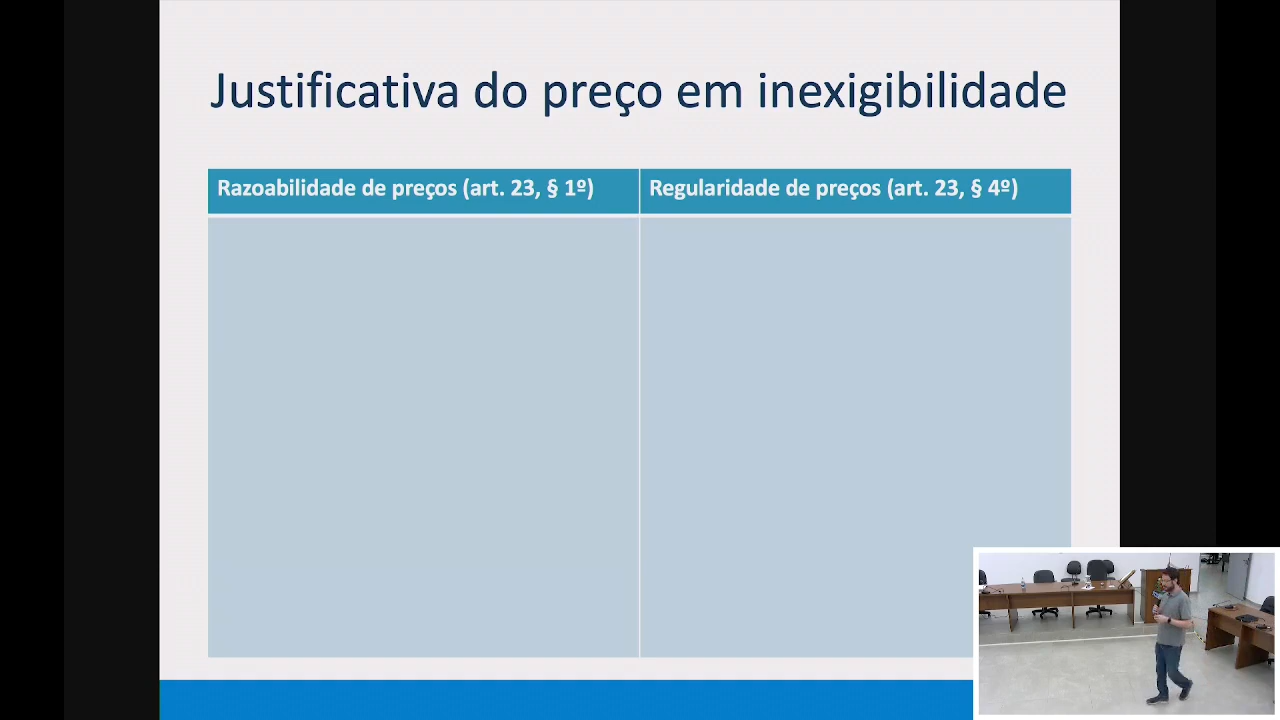 Justificativa do preço em inexigibilidade
Razoabilidade de preços (art. 23, § 1º)
Regularidade de preços (art. 23, § 4º)